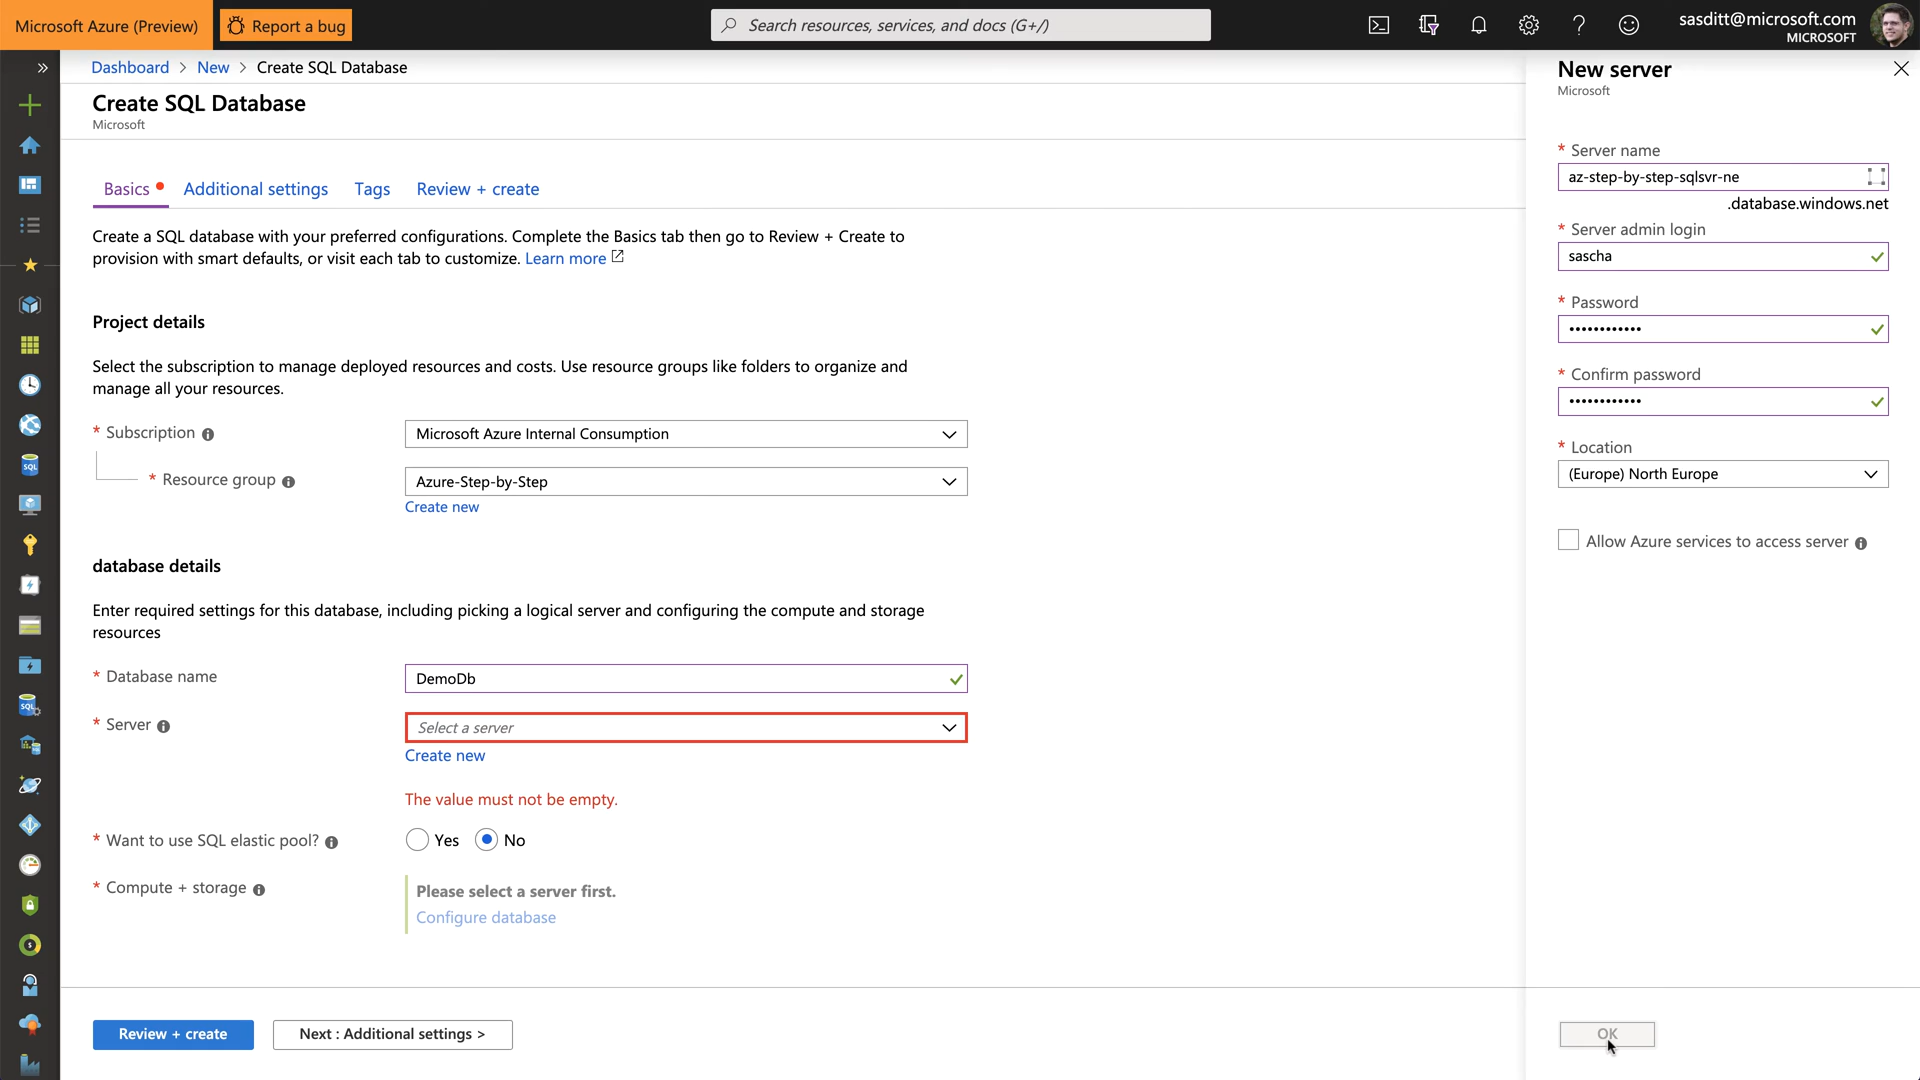 Microsoft Azure (Preview)
Report a bug
Search resources, services, and docs (G+/)
sasditt@microsoft.com
MICROSOFT
Dashboard > New > Create SQL Database
Create SQL Database
Microsoft
Basics
Additional settings
Tags
Review + create
Create a SQL database with your preferred configurations. Complete the Basics tab then go to Review + Create to
provision with smart defaults, or visit each tab to customize. Learn more
Project details
Select the subscription to manage deployed resources and costs. Use resource groups like folders to organize and
manage all your resources.
* Subscription
Microsoft Azure Internal Consumption
* Resource group
Azure-Step-by-Step
Create new
database details
Enter required settings for this database, including picking a logical server and configuring the compute and storage
resources
* Database name
DemoDb
* Server
Select a server
Create new
The value must not be empty.
* Want to use SQL elastic pool?
Yes
No
* Compute + storage
Please select a server first.
Configure database
Review + create
Next : Additional settings >
New server
Microsoft
* Server name
az-step-by-step-sqlsvr-ne
.database.windows.net
* Server admin login
sascha
* Password
••••••••••••
* Confirm password
••••••••••••
* Location
(Europe) North Europe
Allow Azure services to access server
OK